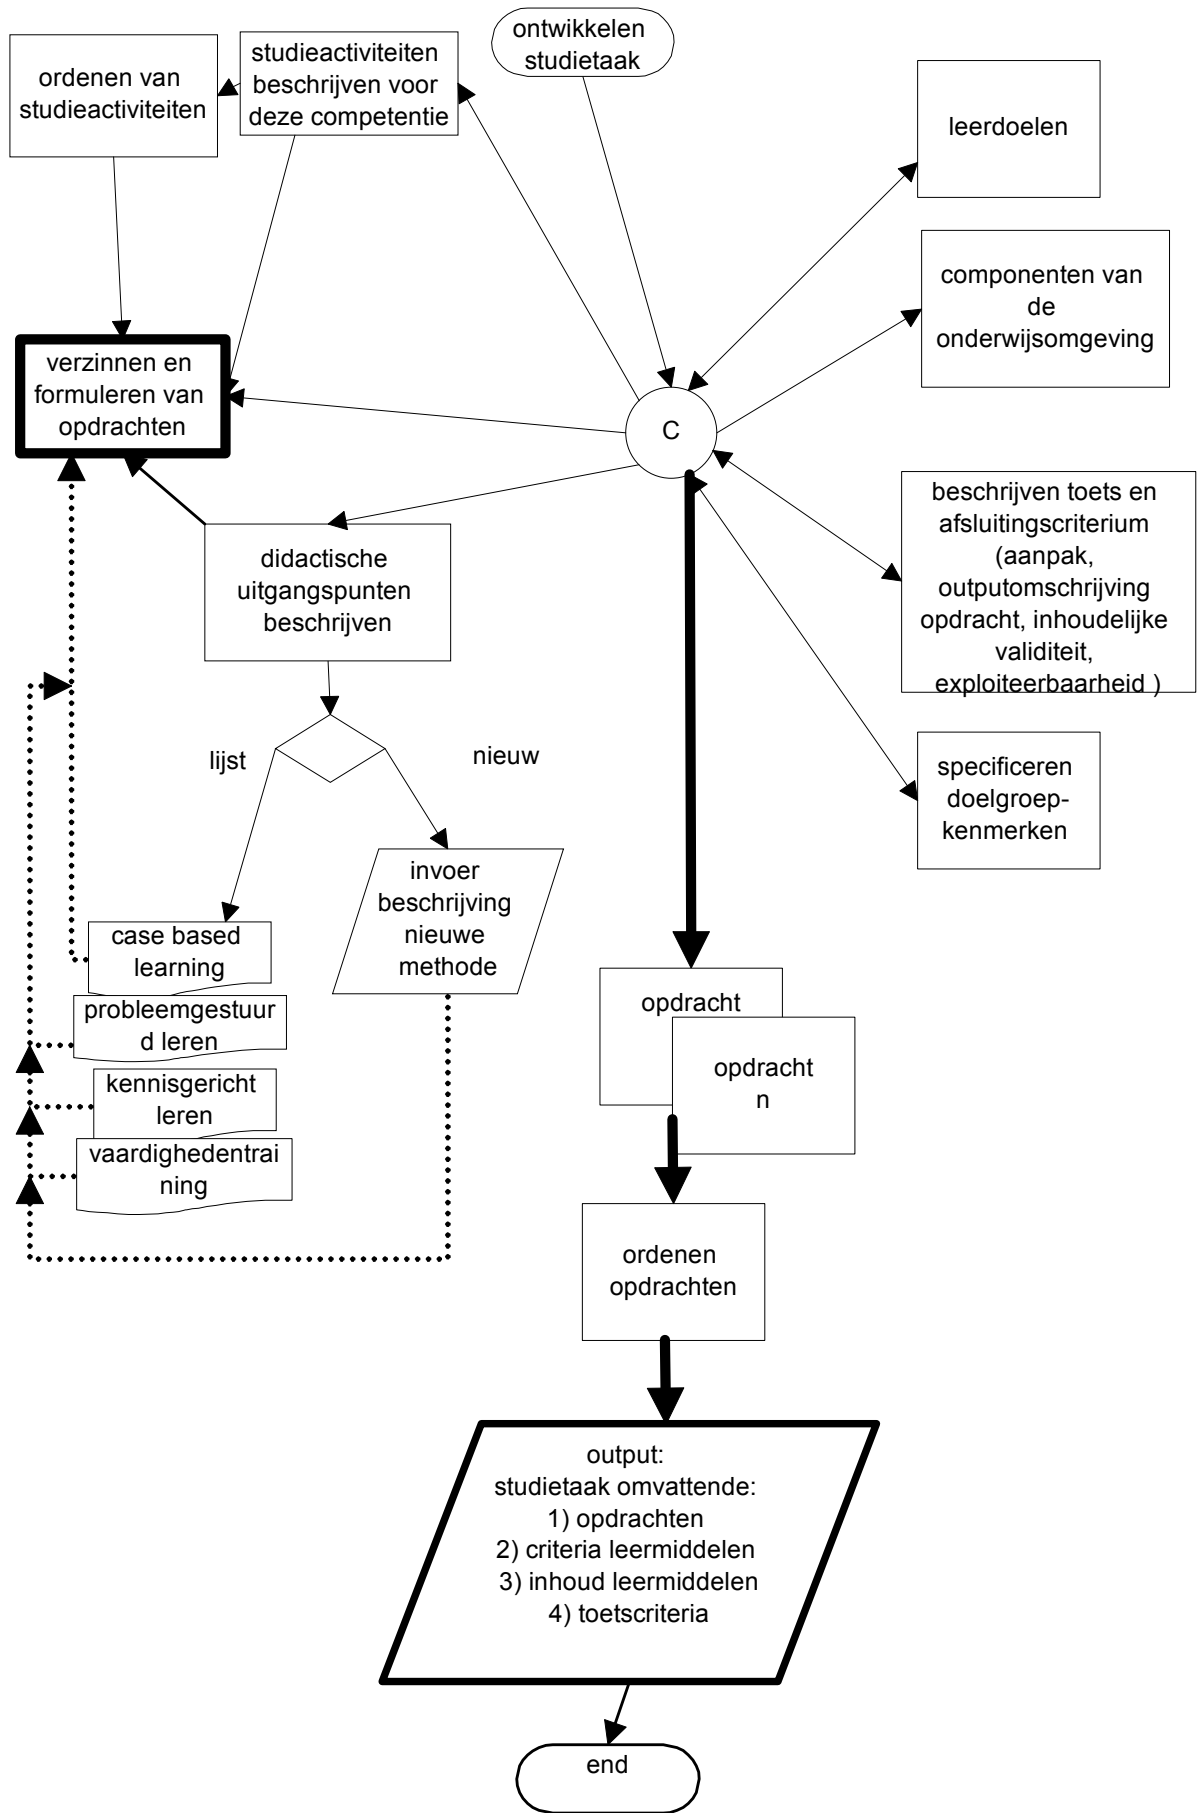 ontwikkelen
studietaak
ordenen van
studieactiviteiten
studieactiviteiten
beschrijven voor
deze competentie
leerdoelen
componenten van
de
onderwijsomgeving
verzinnen en
formuleren van
opdrachten
C
beschrijven toets en
afsluitingscriterium
(aanpak,
outputomschrijving
opdracht, inhoudelijke
validiteit,
exploiteerbaarheid )
didactische
uitgangspunten
beschrijven
lijst
nieuw
specificeren
doelgroep-
kenmerken
invoer
beschrijving
nieuwe
methode
case based
learning
probleemgestuur
d leren
kennisgericht
leren
vaardighedentrai
ning
opdracht
opdracht
n
ordenen
opdrachten
output:
studietaak omvattende:
1) opdrachten
2) criteria leermiddelen
3) inhoud leermiddelen
4) toetscriteria
end